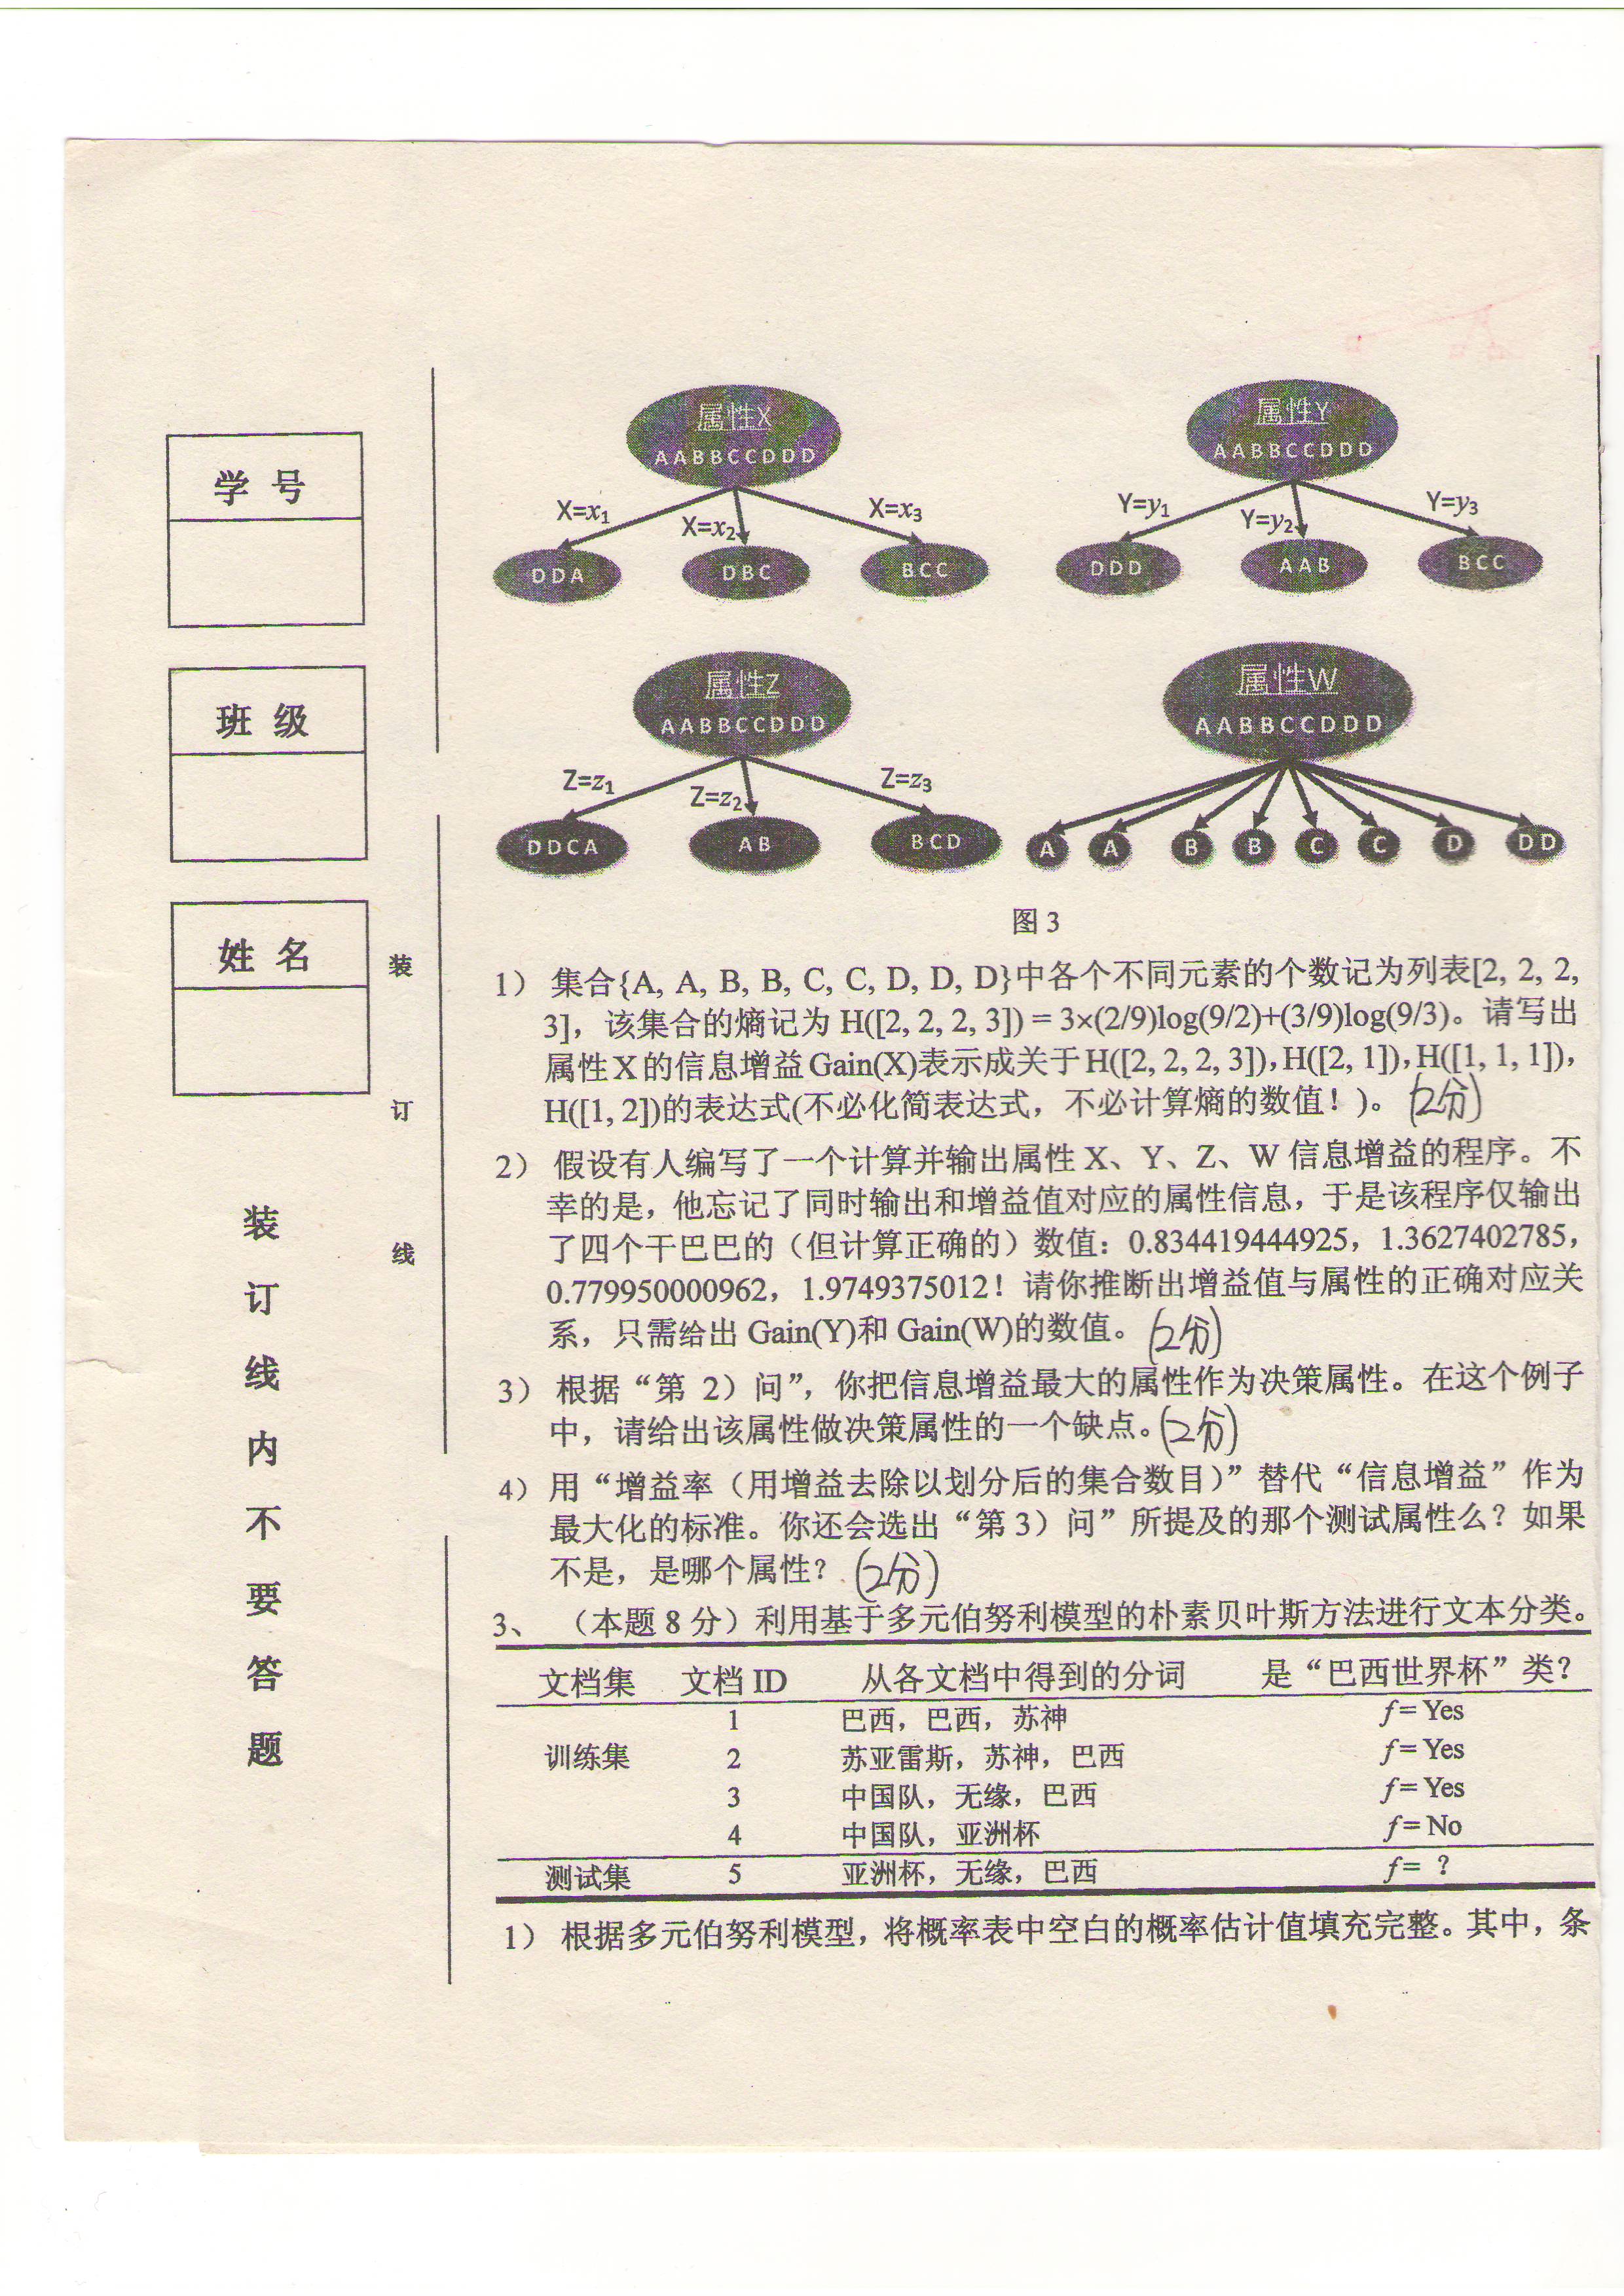 学 号
班 级
姓 名
装
订
线
装
订
线
内
不
要
答
题
属性X
A A B B C C D D D
X=x1
X=x2
X=x3
D D A
D B C
B C C
属性Y
A A B B C C D D D
Y=y1
Y=y2
Y=y3
D D D
A A B
B C C
属性Z
A A B B C C D D D
Z=z1
Z=z2
Z=z3
D D C A
A B
B C D
属性W
A A B B C C D D D
A
A
B
B
C
C
D
D D
图 3
1） 集合{A, A, B, B, C, C, D, D, D}中各个不同元素的个数记为列表[2, 2, 2,
3]，该集合的熵记为 H([2, 2, 2, 3]) = 3×(2/9)log(9/2)+(3/9)log(9/3)。请写出
属性 X 的信息增益 Gain(X)表示成关于 H([2, 2, 2, 3]), H([2, 1]), H([1, 1, 1]),
H([1, 2])的表达式(不必化简表达式，不必计算熵的数值！)。 (2分)
2） 假设有人编写了一个计算并输出属性 X、Y、Z、W 信息增益的程序。不
幸的是，他忘记了同时输出和增益值对应的属性信息，于是该程序仅输出
了四个干巴巴的（但计算正确的）数值：0.834419444925，1.3627402785，
0.779950000962，1.9749375012！请你推断出增益值与属性的正确对应关
系，只需给出 Gain(Y)和 Gain(W)的数值。 (2分)
3） 根据“第 2）问”，你把信息增益最大的属性作为决策属性。在这个例子
中，请给出该属性做决策属性的一个缺点。(2分)
4）用“增益率（用增益去除以划分后的集合数目）”替代“信息增益”作为
最大化的标准。你还会选出“第 3）问”所提及的那个测试属性么？如果
不是，是哪个属性？ (2分)
3、 （本题 8 分）利用基于多元伯努利模型的朴素贝叶斯方法进行文本分类。
文档集 文档 ID 从各文档中得到的分词 是“巴西世界杯”类？
1 巴西，巴西，苏神 f = Yes
训练集 2 苏亚雷斯，苏神，巴西 f = Yes
3 中国队，无缘，巴西 f = Yes
4 中国队，亚洲杯 f = No
测试集 5 亚洲杯，无缘，巴西 f = ？
1） 根据多元伯努利模型，将概率表中空白的概率估计值填充完整。其中，条